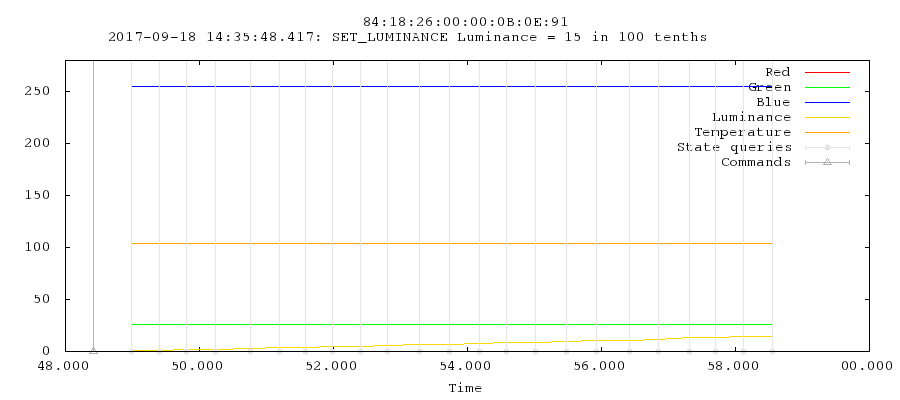 84:18:26:00:00:0B:0E:91
2017-09-18 14:35:48.417: SET_LUMINANCE Luminance = 15 in 100 tenths
Red
Green
Blue
Luminance
Temperature
State queries
Commands
250
200
150
100
50
0
48.000 50.000 52.000 54.000 56.000 58.000 00.000
Time